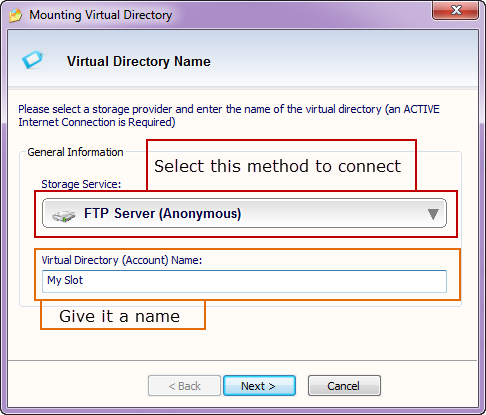 Mounting Virtual Directory
Virtual Directory Name
Please select a storage provider and enter the name of the virtual directory (an ACTIVE
Internet Connection is Required)
General Information
Select this method to connect
Storage Service:
FTP Server (Anonymous)
Virtual Directory (Account) Name:
My Slot
Give it a name
< Back
Next >
Cancel